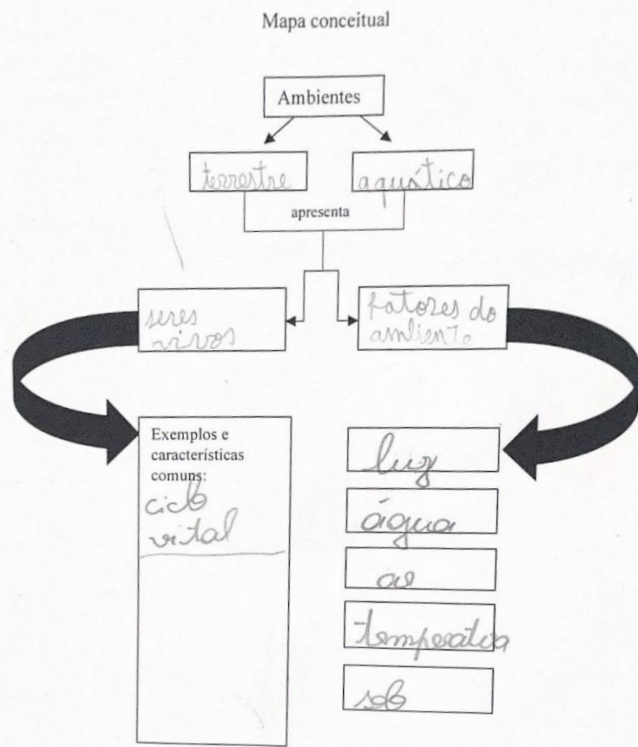 Mapa conceitual
Ambientes
terrestre
aquático
apresenta
seres
vivos
fatores do
ambiente
Exemplos e
características
comuns:
ciclo
vital
luz
água
ar
temperatura
solo